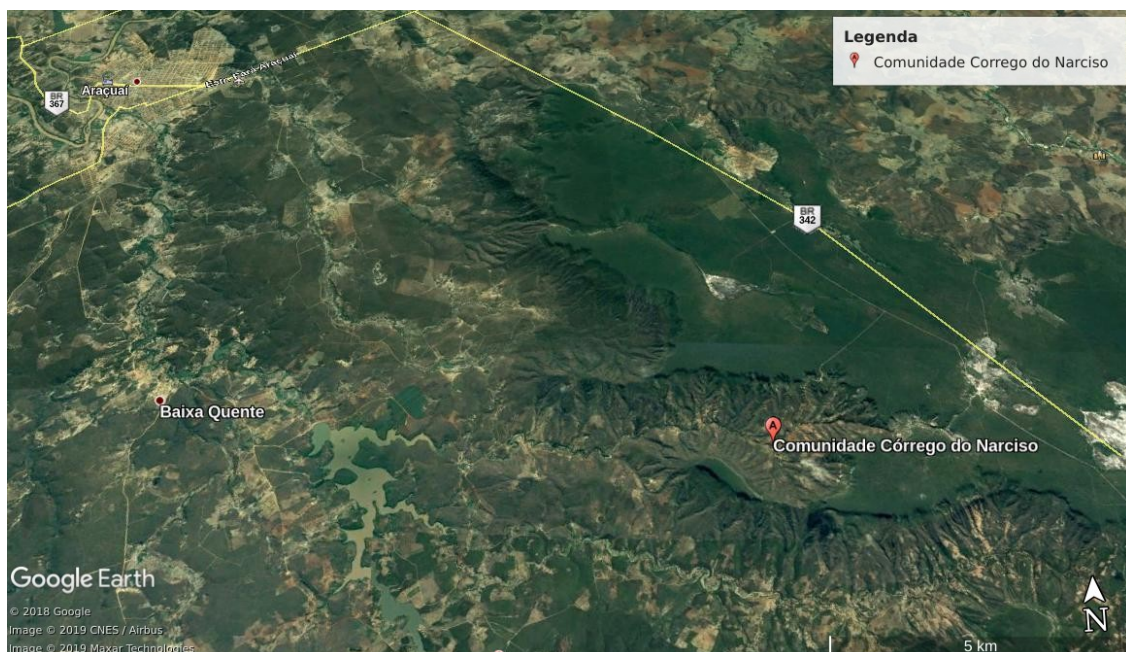 Legenda
Comunidade Corrego do Narciso
Araçuaí
BR
367
BR
342
Baixa Quente
A
Comunidade Córrego do Narciso
Google Earth
© 2018 Google
Image © 2019 CNES / Airbus
Image © 2019 Maxar Technologies
N
5 km